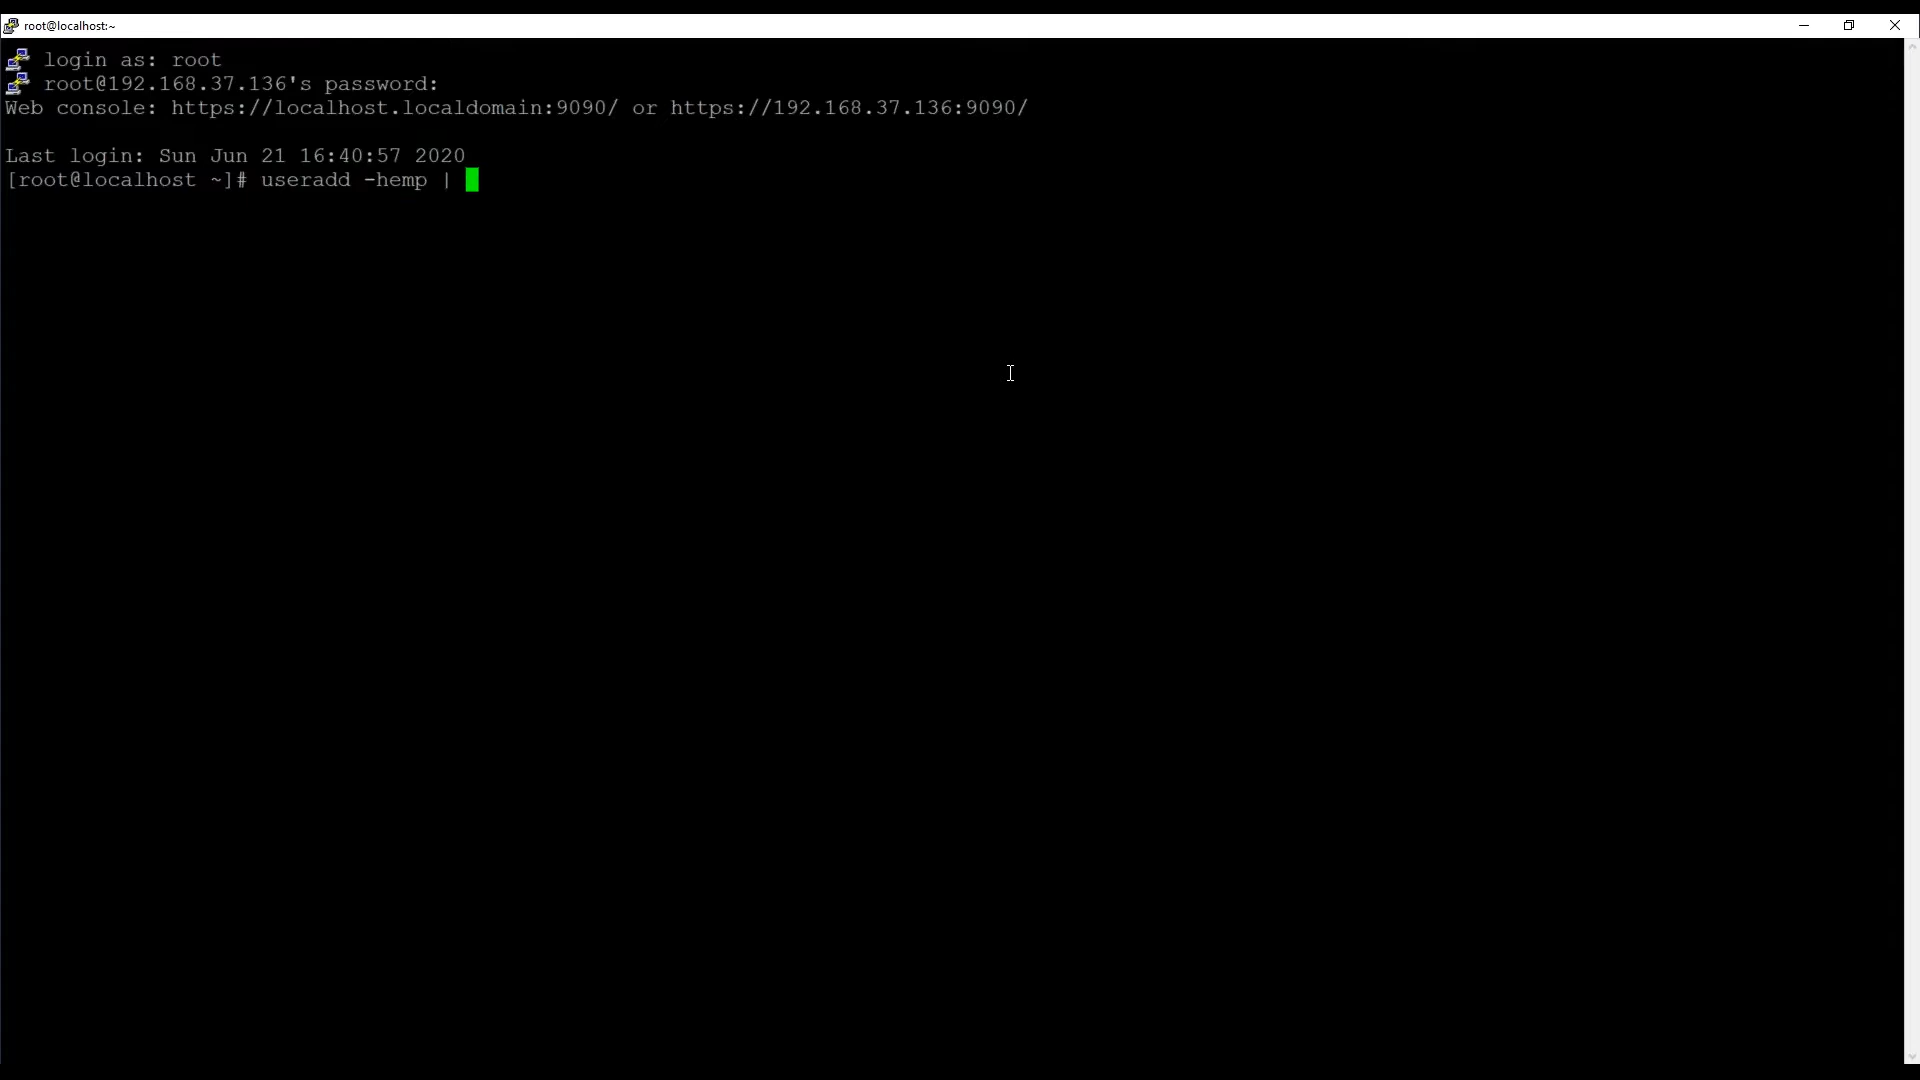 root@localhost:~
login as: root
root@192.168.37.136's password:
Web console: https://localhost.localdomain:9090/ or https://192.168.37.136:9090/
Last login: Sun Jun 21 16:40:57 2020
[root@localhost ~]# useradd -hemp |